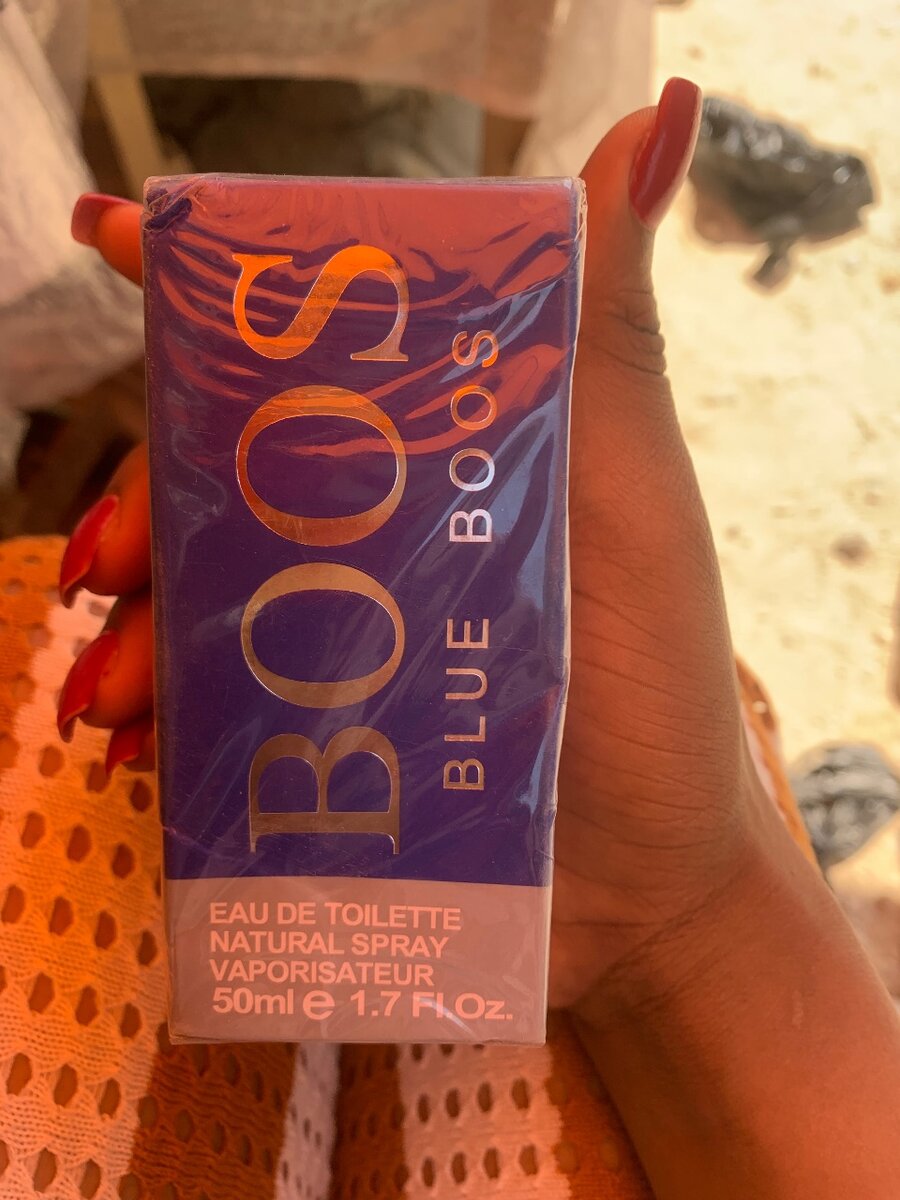 BOOS
BLUE BOOS
EAU DE TOILETTE
NATURAL SPRAY
VAPORISATEUR
50ml e 1.7 Fl.Oz.